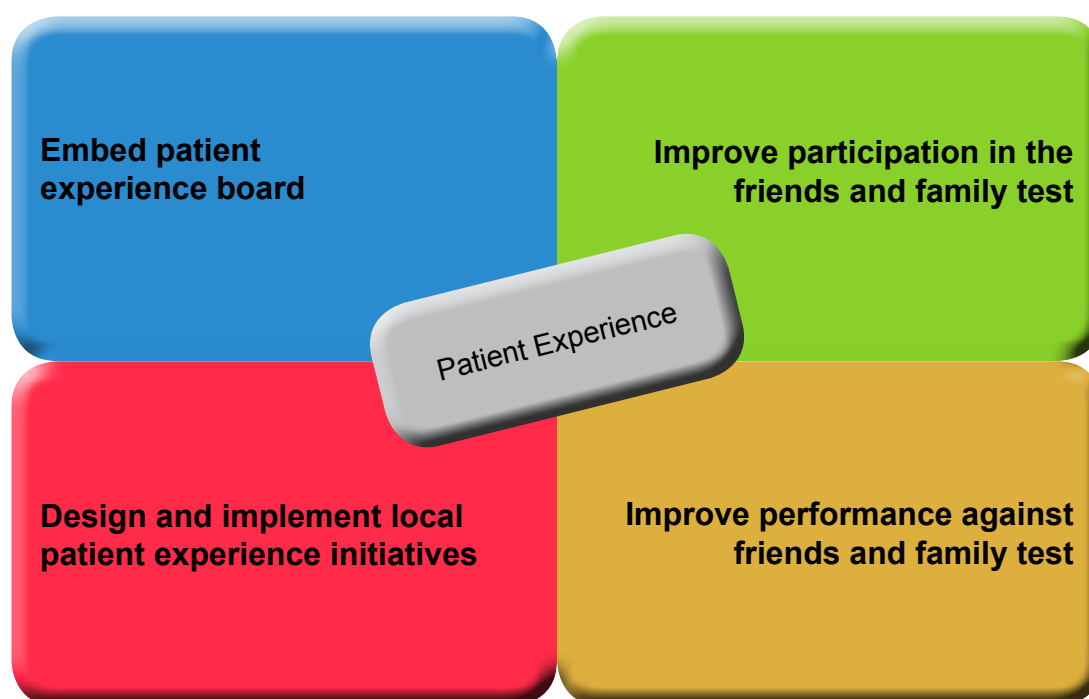 Embed patient
experience board
Improve participation in the
friends and family test
Patient Experience
Design and implement local
patient experience initiatives
Improve performance against
friends and family test